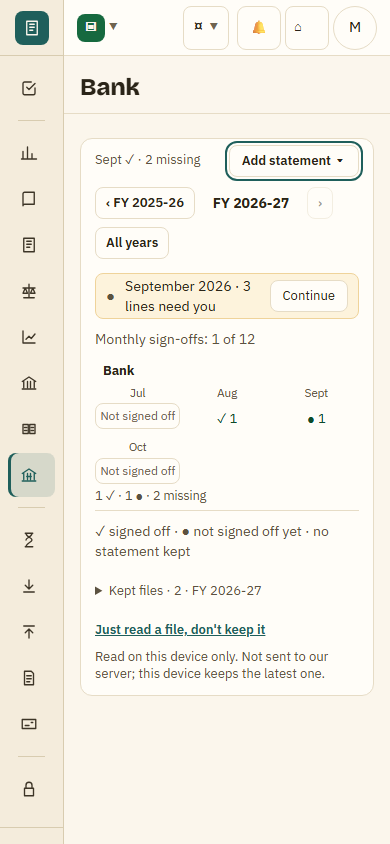 M
Bank
Sept ✓ · 2 missing
Add statement
‹ FY 2025-26
FY 2026-27
›
All years
● September 2026 · 3 lines need you
Continue
Monthly sign-offs: 1 of 12
Bank
Jul
Aug
Sept
Not signed off
✓ 1
● 1
Oct
Not signed off
1 ✓ · 1 ● · 2 missing
✓ signed off · ● not signed off yet · no
statement kept
▶ Kept files · 2 · FY 2026-27
Just read a file, don't keep it
Read on this device only. Not sent to our
server; this device keeps the latest one.